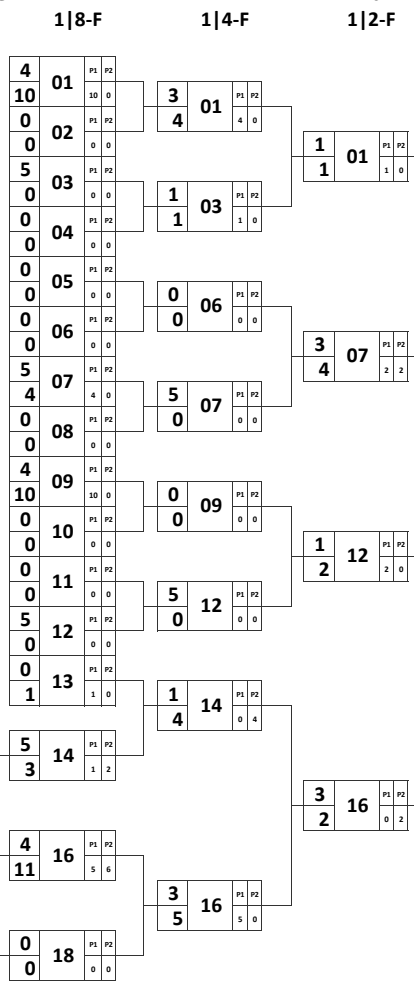 1|8-F 1|4-F 1|2-F
4 01 P1 P2
10 10 0
0 02 P1 P2
0 0 0
5 03 P1 P2
0 0 0
0 04 P1 P2
0 0 0
0 05 P1 P2
0 0 0
0 06 P1 P2
0 0 0
5 07 P1 P2
4 4 0
0 08 P1 P2
0 0 0
4 09 P1 P2
10 10 0
0 10 P1 P2
0 0 0
0 11 P1 P2
0 0 0
5 12 P1 P2
0 0 0
0 13 P1 P2
1 1 0
5 14 P1 P2
3 1 2
4 16 P1 P2
11 5 6
0 18 P1 P2
0 0 0
3 01 P1 P2
4 4 0
1 03 P1 P2
1 1 0
0 06 P1 P2
0 0 0
5 07 P1 P2
0 0 0
0 09 P1 P2
0 0 0
5 12 P1 P2
0 0 0
1 14 P1 P2
4 0 4
3 16 P1 P2
5 5 0
1 01 P1 P2
1 1 0
3 07 P1 P2
4 2 2
1 12 P1 P2
2 2 0
3 16 P1 P2
2 0 2